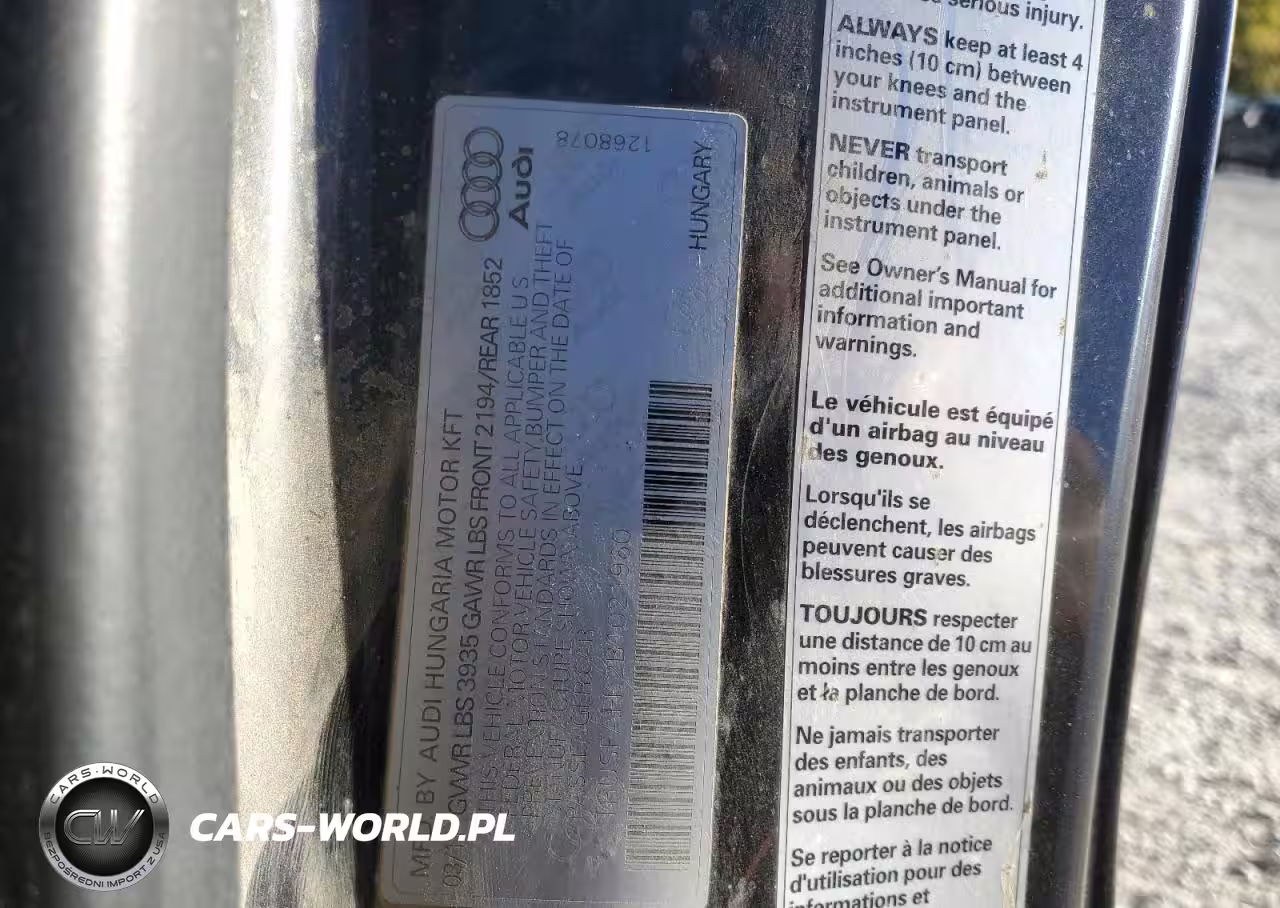 Audi
1268078
HUNGARY
BY AUDI HUNGARIA MOTOR KFT
GVWR LBS 3935 GAWR LBS FRONT 2194/REAR 1852
THIS VEHICLE CONFORMS TO ALL APPLICABLE U S
FEDERAL MOTOR VEHICLE SAFETY, BUMPER AND THEFT
STANDARDS IN EFFECT ON THE DATE OF
ABOVE
serious injury.
ALWAYS keep at least 4
inches (10 cm) between
your knees and the
instrument panel.
NEVER transport
children, animals or
objects under the
instrument panel.
See Owner's Manual for
additional important
information and
warnings.
Le véhicule est équipé
d'un airbag au niveau
des genoux.
Lorsqu'ils se
déclenchent, les airbags
peuvent causer des
blessures graves.
TOUJOURS respecter
une distance de 10 cm au
moins entre les genoux
et la planche de bord.
Ne jamais transporter
des enfants, des
animaux ou des objets
sous la planche de bord.
Se reporter à la notice
d'utilisation pour des
informations et
CARS-WORLD
CW
BEZPOŚREDNI IMPORT Z USA
CARS-WORLD.PL